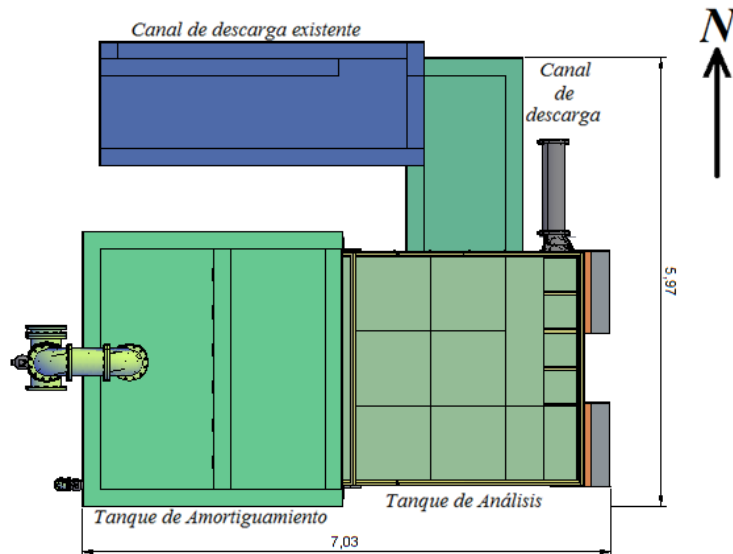 Canal de descarga existente
N
Canal
de
descarga
5,97
Tanque de Análisis
Tanque de Amortiguamiento
7,03